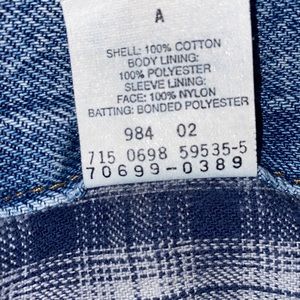 A
SHELL: 100% COTTON
BODY LINING:
100% POLYESTER
SLEEVE LINING:
FACE: 100% NYLON
BATTING: BONDED POLYESTER
984 02
715 0698 59535-5
70699-0389